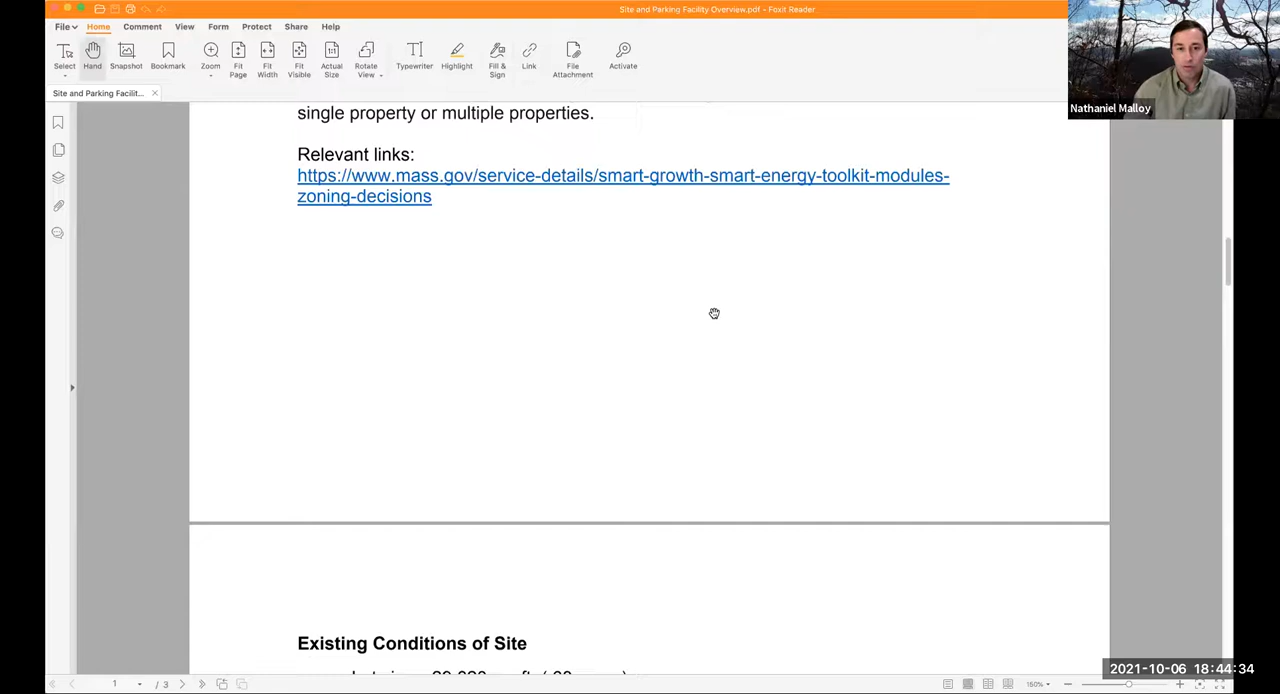 Site and Parking Facility Overview.pdf - Foxit Reader
File Home Comment View Form Protect Share Help
Select Hand Snapshot Bookmark Zoom Fit Page Fit Width Fit Visible Actual Size Rotate View Typewriter Highlight Fill & Sign Link File Attachment Activate
Nathaniel Malloy
Site and Parking Facilit...
single property or multiple properties.
Relevant links:
https://www.mass.gov/service-details/smart-growth-smart-energy-toolkit-modules-
zoning-decisions
Existing Conditions of Site
2021-10-06 18:44:34
1 / 3 150%